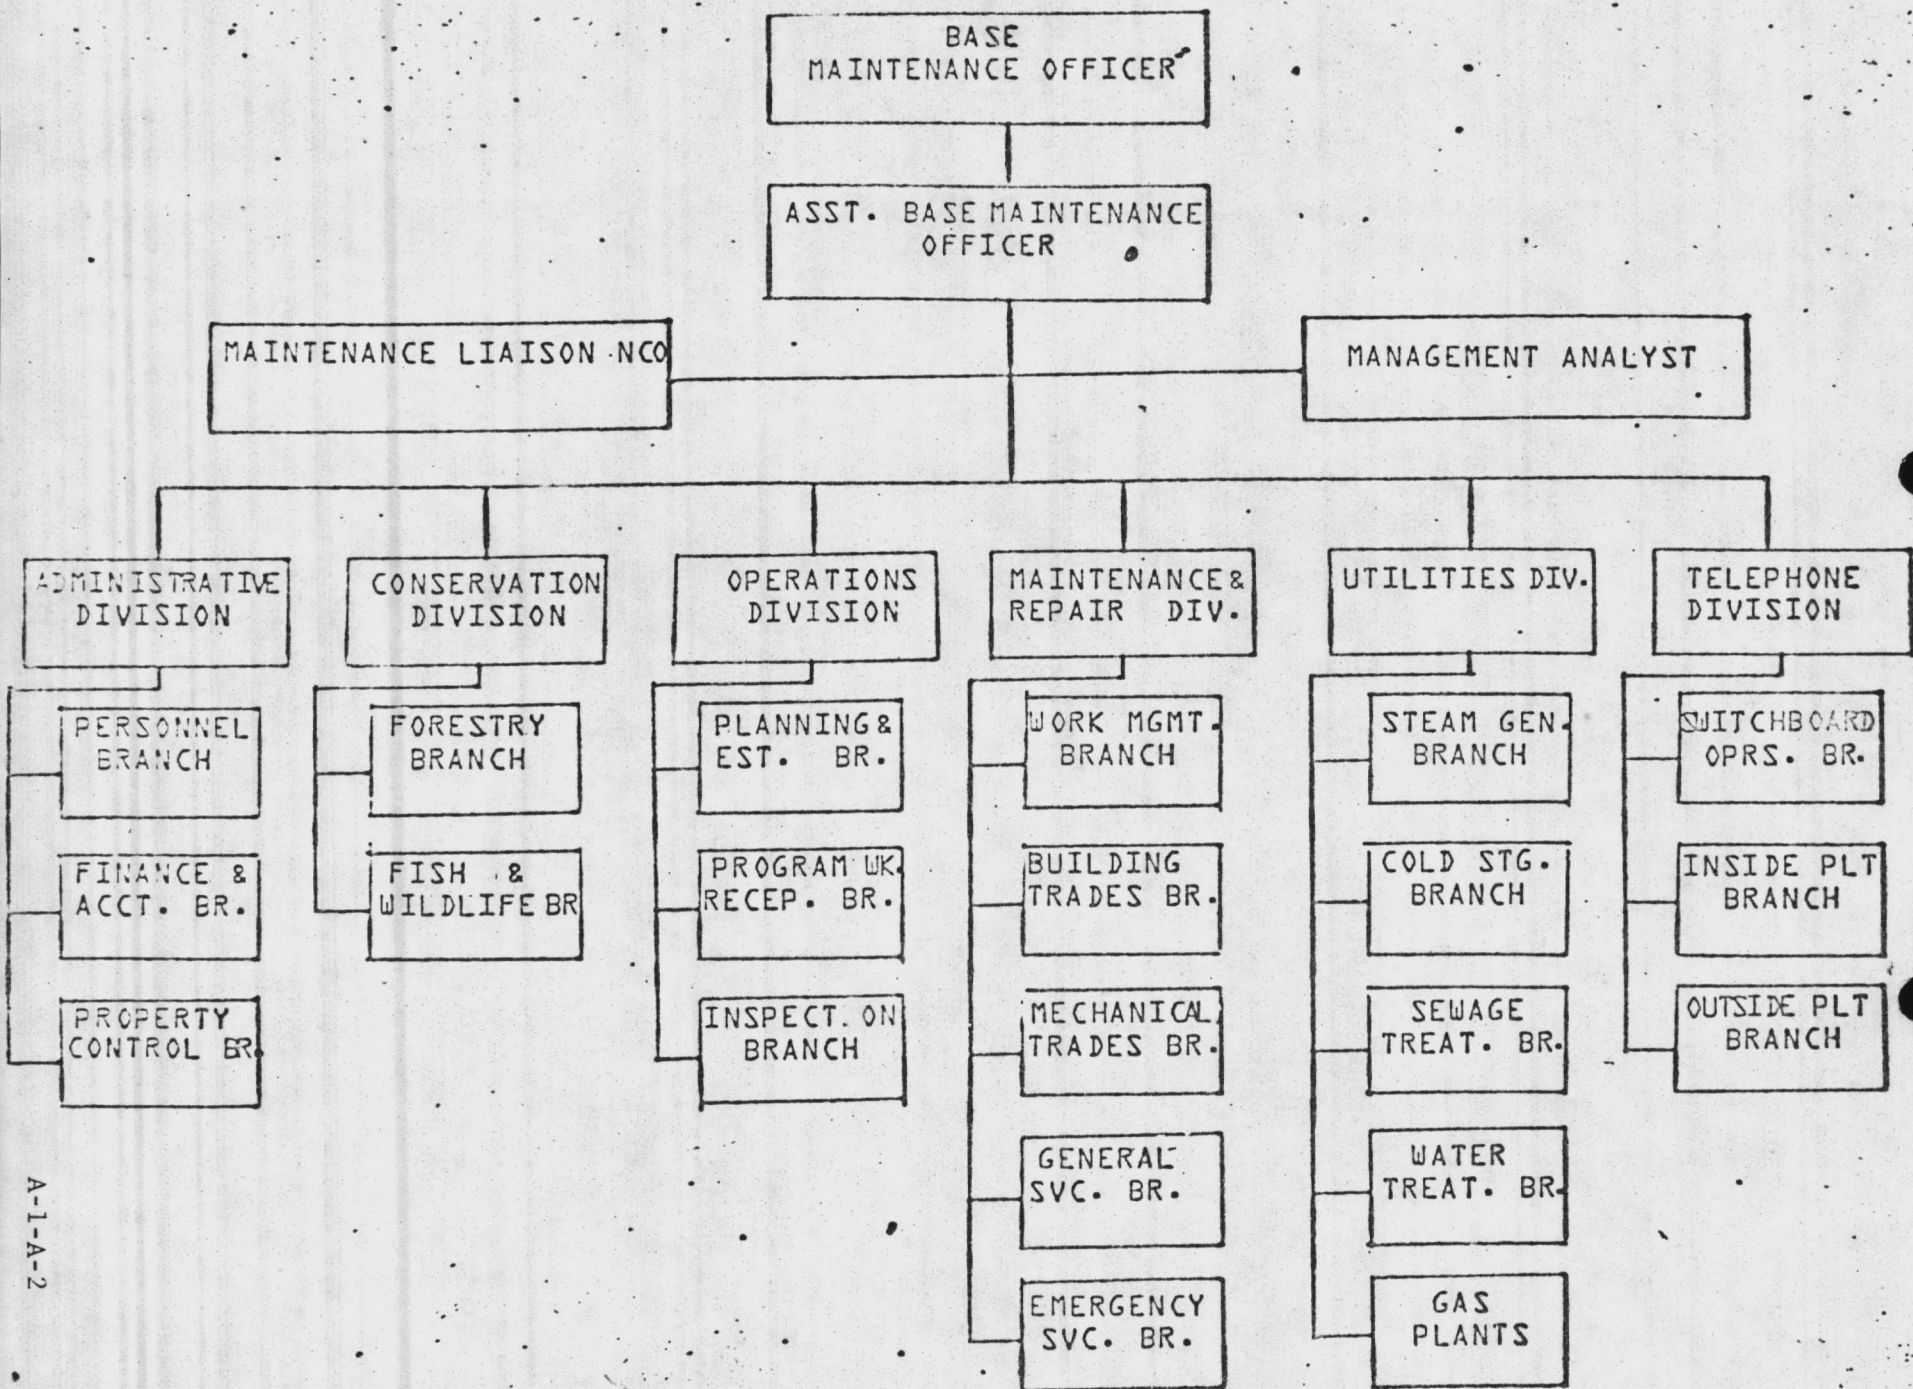 BASE
MAINTENANCE OFFICER
ASST. BASE MAINTENANCE
OFFICER
MAINTENANCE LIAISON NCO
MANAGEMENT ANALYST
ADMINISTRATIVE
DIVISION
PERSONNEL
BRANCH
FINANCE &
ACCT. BR.
PROPERTY
CONTROL BR.
CONSERVATION
DIVISION
FORESTRY
BRANCH
FISH &
WILDLIFE BR
OPERATIONS
DIVISION
PLANNING &
EST. BR.
PROGRAM WK.
RECEP. BR.
INSPECT.ON
BRANCH
MAINTENANCE &
REPAIR DIV.
WORK MGMT.
BRANCH
BUILDING
TRADES BR.
MECHANICAL
TRADES BR.
GENERAL
SVC. BR.
EMERGENCY
SVC. BR.
UTILITIES DIV.
STEAM GEN.
BRANCH
COLD STG.
BRANCH
SEWAGE
TREAT. BR.
WATER
TREAT. BR.
GAS
PLANTS
TELEPHONE
DIVISION
SWITCHBOARD
OPRS. BR.
INSIDE PLT
BRANCH
OUTSIDE PLT
BRANCH
A-1-A-2